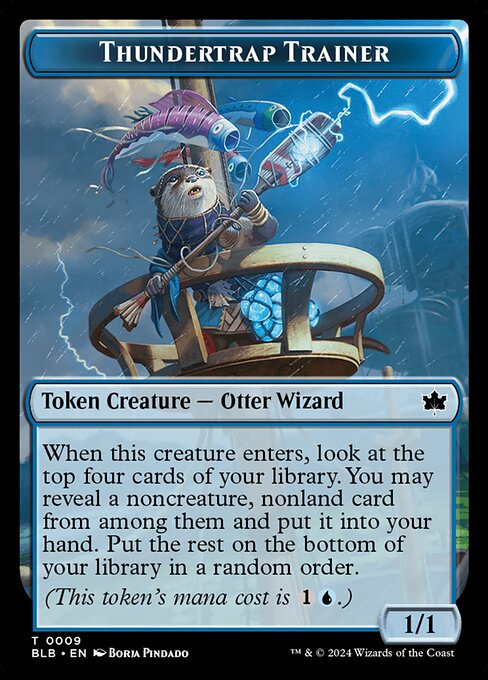 Thundertrap Trainer
Token Creature — Otter Wizard
When this creature enters, look at the
top four cards of your library. You may
reveal a noncreature, nonland card
from among them and put it into your
hand. Put the rest on the bottom of
your library in a random order.
(This token's mana cost is 1 .)
1/1
T 0009
BLB • EN Borja Pindado
™ & © 2024 Wizards of the Coast